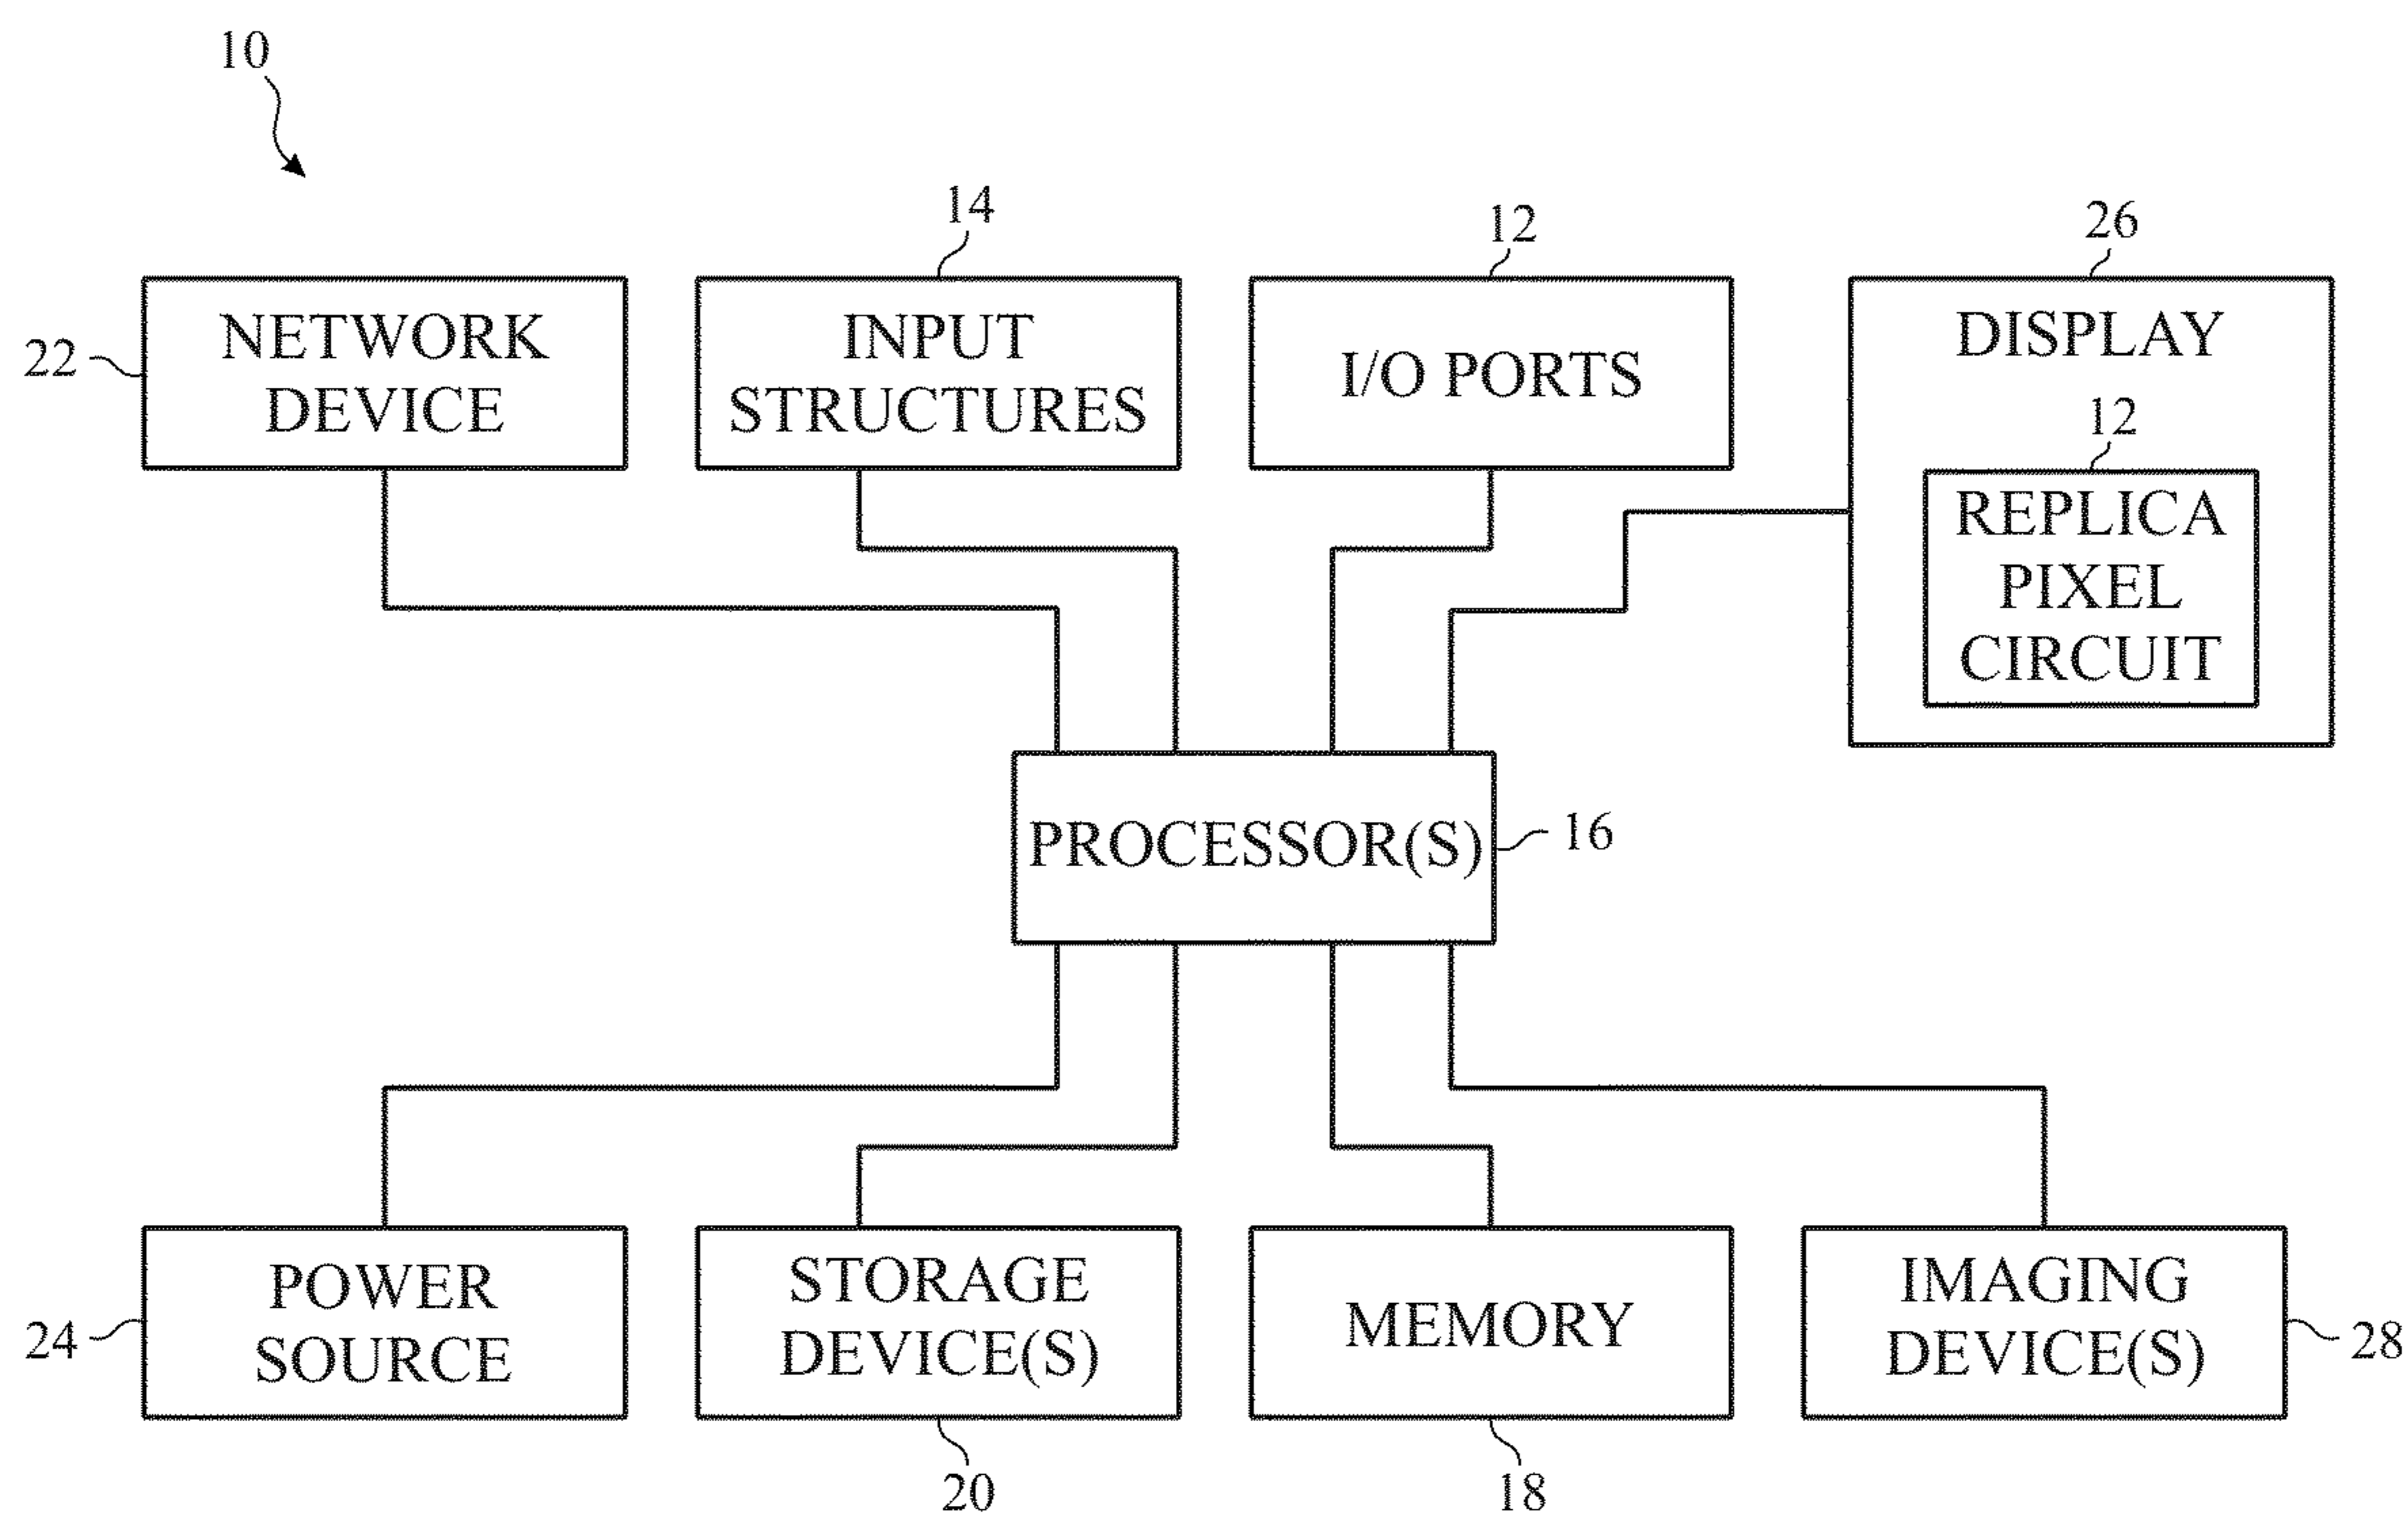 10
14
12
26
22
NETWORK
DEVICE
INPUT
STRUCTURES
I/O PORTS
DISPLAY
12
REPLICA
PIXEL
CIRCUIT
PROCESSOR(S)
16
24
POWER
SOURCE
STORAGE
DEVICE(S)
MEMORY
IMAGING
DEVICE(S)
28
20
18